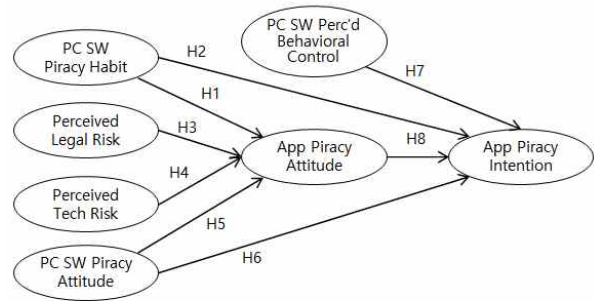 PC SW
Piracy Habit
H2
PC SW Perc'd
Behavioral
Control
H7
H1
Perceived
Legal Risk
H3
App Piracy
Attitude
H8
App Piracy
Intention
H4
Perceived
Tech Risk
H5
PC SW Piracy
Attitude
H6